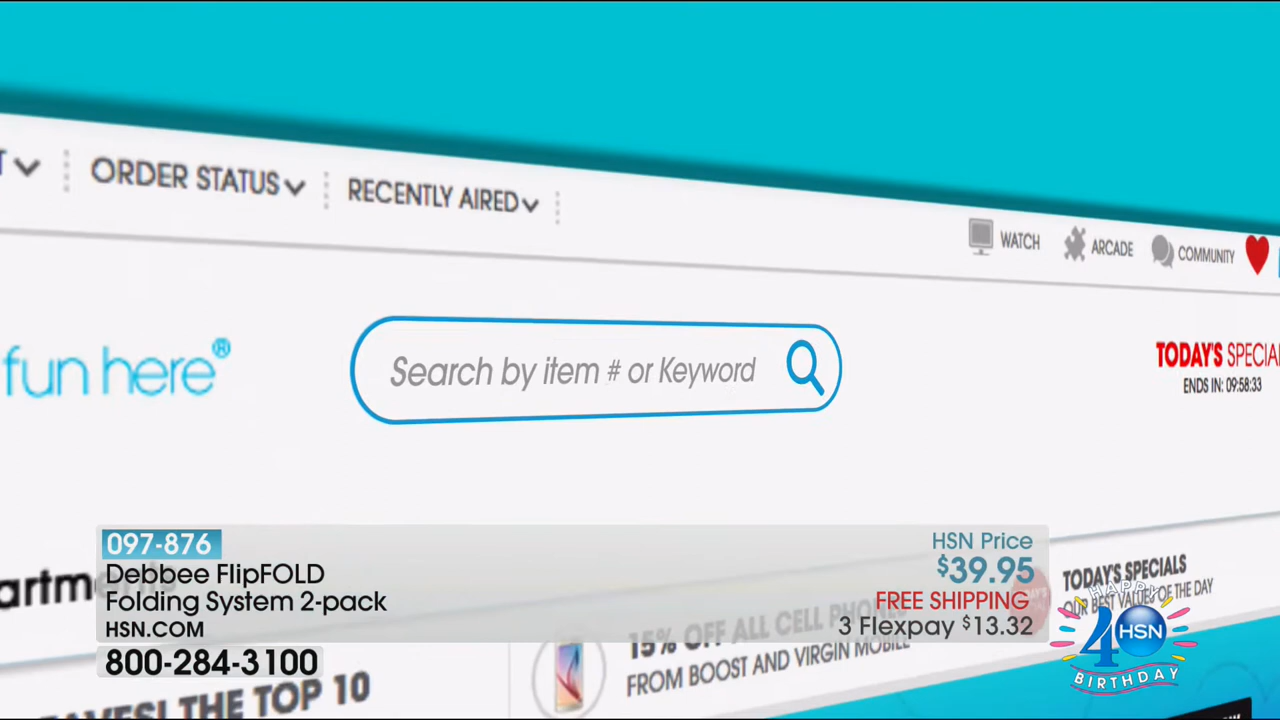 ORDER STATUS
RECENTLY AIRED
WATCH
ARCADE
COMMUNITY
fun here®
Search by item # or Keyword
TODAY'S SPECIAL
ENDS IN: 09:58:33
097-876
Debbee FlipFOLD
Folding System 2-pack
HSN.COM
800-284-3100
HSN Price
$39.95
FREE SHIPPING
3 Flexpay $13.32
TODAY'S SPECIALS
OUR BEST VALUES OF THE DAY
15% OFF ALL CELL PHONES
FROM BOOST AND VIRGIN MOBILE
THE TOP 10
HAPPY
40
HSN
BIRTHDAY